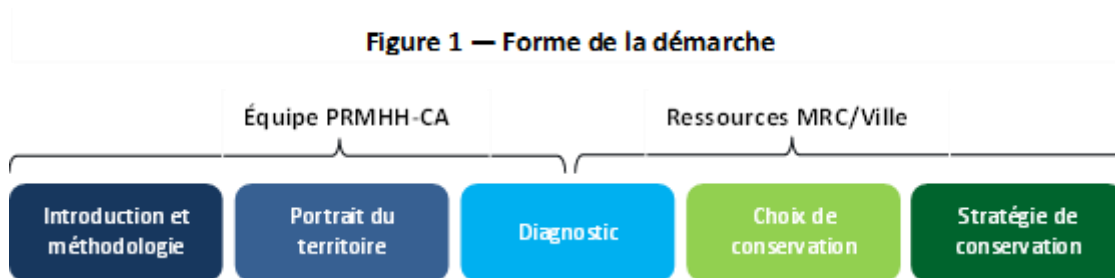 Figure 1 — Forme de la démarche
Équipe PRMHH-CA
Ressources MRC/Ville
Introduction et
méthodologie
Portrait du
territoire
Diagnostic
Choix de
conservation
Stratégie de
conservation